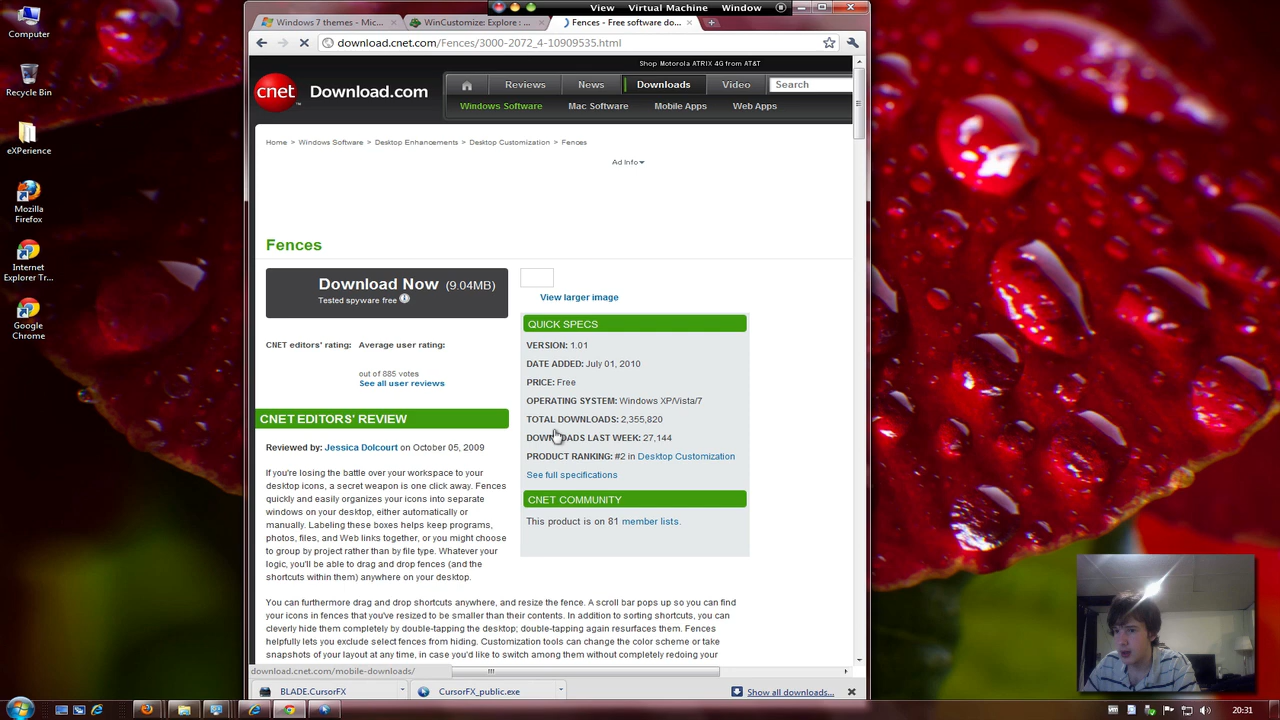 View
Virtual Machine
Window
Windows 7 themes - Mic...
WinCustomize: Explore : ...
Fences - Free software do...
download.cnet.com/Fences/3000-2072_4-10909535.html
Shop Motorola ATRIX 4G from AT&T
cnet
Download.com
Reviews
News
Downloads
Video
Search
Windows Software
Mac Software
Mobile Apps
Web Apps
Home > Windows Software > Desktop Enhancements > Desktop Customization > Fences
Ad Info
Fences
Download Now (9.04MB)
Tested spyware free
View larger image
CNET editors' rating:
Average user rating:
out of 885 votes
See all user reviews
QUICK SPECS
VERSION: 1.01
DATE ADDED: July 01, 2010
PRICE: Free
OPERATING SYSTEM: Windows XP/Vista/7
TOTAL DOWNLOADS: 2,355,820
DOWNLOADS LAST WEEK: 27,144
PRODUCT RANKING: #2 in Desktop Customization
See full specifications
CNET COMMUNITY
This product is on 81 member lists.
CNET EDITORS' REVIEW
Reviewed by: Jessica Dolcourt on October 05, 2009
If you're losing the battle over your workspace to your
desktop icons, a secret weapon is one click away. Fences
quickly and easily organizes your icons into separate
windows on your desktop, either automatically or
manually. Labeling these boxes helps keep programs,
photos, files, and Web links together, or you might choose
to group by project rather than by file type. Whatever your
logic, you'll be able to drag and drop fences (and the
shortcuts within them) anywhere on your desktop.
You can furthermore drag and drop shortcuts anywhere, and resize the fence. A scroll bar pops up so you can find
your icons in fences that you've resized to be smaller than their contents. In addition to sorting shortcuts, you can
cleverly hide them completely by double-tapping the desktop; double-tapping again resurfaces them. Fences
helpfully lets you exclude select fences from hiding. Customization tools can change the color scheme or take
snapshots of your layout at any time, in case you'd like to switch among them without completely redoing your
download.cnet.com/mobile-downloads/
BLADE.CursorFX
CursorFX_public.exe
Show all downloads...
Computer
Recycle Bin
eXPerience
Mozilla
Firefox
Internet
Explorer Tr...
Google
Chrome
20:31